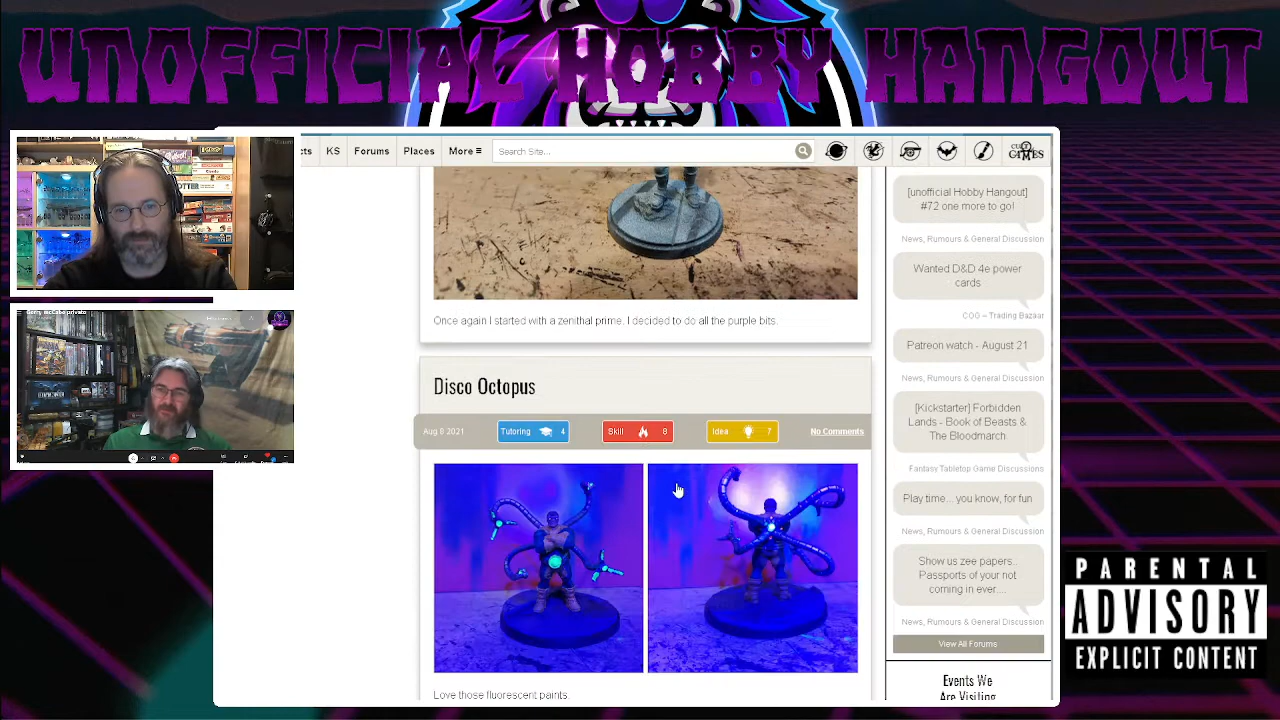 UNOFFICIAL HOBBY HANGOUT
cts KS Forums Places More ≡ Search Site...
[unofficial Hobby Hangout]
#72 one more to go!
News, Rumours & General Discussion
Wanted D&D 4e power
cards
COG – Trading Bazaar
Patreon watch - August 21
News, Rumours & General Discussion
[Kickstarter] Forbidden
Lands - Book of Beasts &
The Bloodmarch
Fantasy Tabletop Game Discussions
Play time... you know, for fun
News, Rumours & General Discussion
Show us zee papers..
Passports of your not
coming in ever....
News, Rumours & General Discussion
View All Forums
Events We
Are Visiting
Once again I started with a zenithal prime. I decided to do all the purple bits.
Disco Octopus
Aug 8 2021 Tutoring 4 Skill 8 Idea 7 No Comments
Love those fluorescent paints.
Gerry mcCabe privato
PARENTAL
ADVISORY
EXPLICIT CONTENT